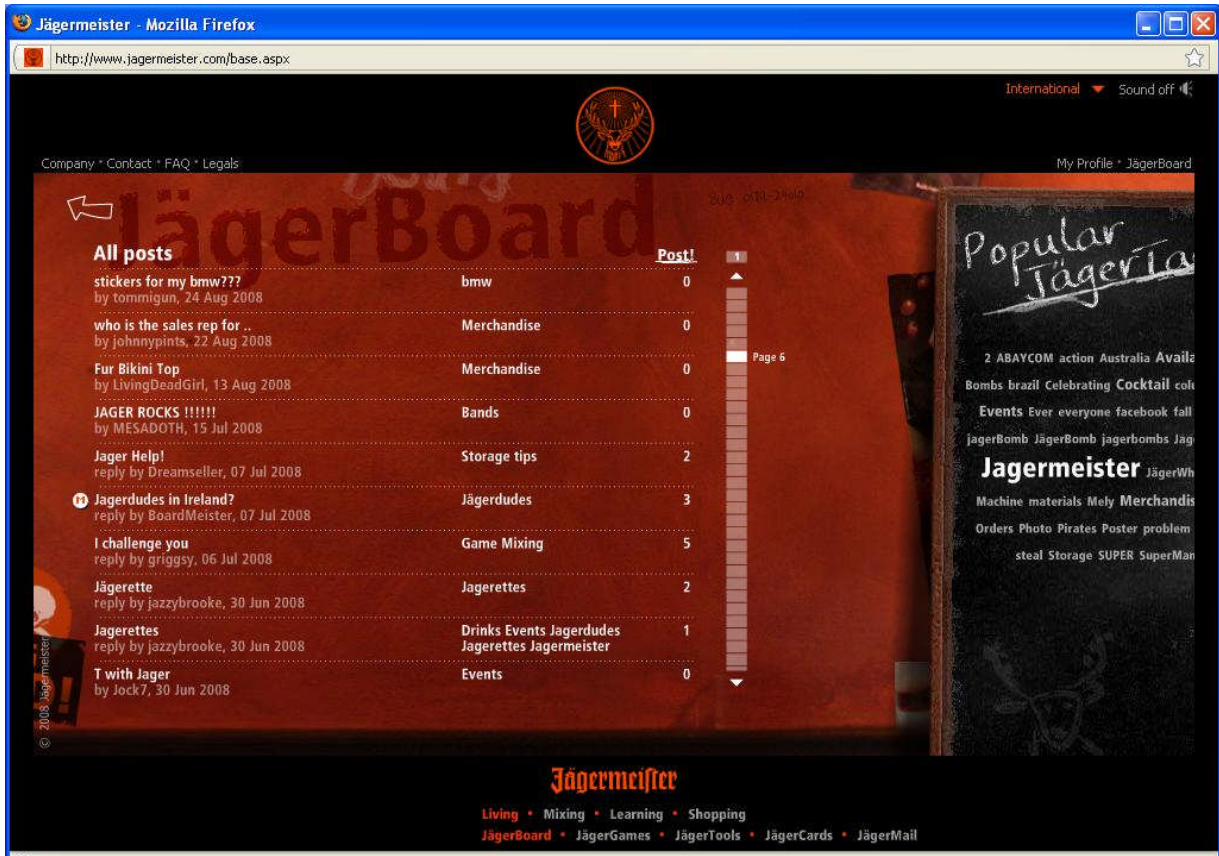 Jägermeister - Mozilla Firefox
http://www.jagermeister.com/base.aspx
International Sound off
Company * Contact * FAQ * Legals
My Profile * JägerBoard
JägerBoard
All posts Post! 1
stickers for my bmw??? bmw 0
by tommigun, 24 Aug 2008
who is the sales rep for .. Merchandise 0
by johnnypints, 22 Aug 2008
Page 6
Fur Bikini Top Merchandise 0
by LivingDeadGirl, 13 Aug 2008
JAGER ROCKS !!!!!! Bands 0
by MESADOTH, 15 Jul 2008
Jager Help! Storage tips 2
reply by Dreamseller, 07 Jul 2008
Jagerdudes in Ireland? Jägerdudes 3
reply by BoardMeister, 07 Jul 2008
I challenge you Game Mixing 5
reply by griggsy, 06 Jul 2008
Jägerette Jagerettes 2
reply by jazzybrooke, 30 Jun 2008
Jagerettes Drinks Events Jagerdudes 1
reply by jazzybrooke, 30 Jun 2008 Jagerettes Jagermeister
T with Jager Events 0
by Jock7, 30 Jun 2008
Popular
JägerTa
2 ABAYCOM action Australia Availa
Bombs brazil Celebrating Cocktail colu
Events Ever everyone facebook fall
jagerBomb JägerBomb jagerbombs Jag
Jagermeister JägerWh
Machine materials Mely Merchandis
Orders Photo Pirates Poster problem
steal Storage SUPER SuperMan
© 2008 Jägermeister
Jägermeister
Living • Mixing • Learning • Shopping
JägerBoard • JägerGames • JägerTools • JägerCards • JägerMail